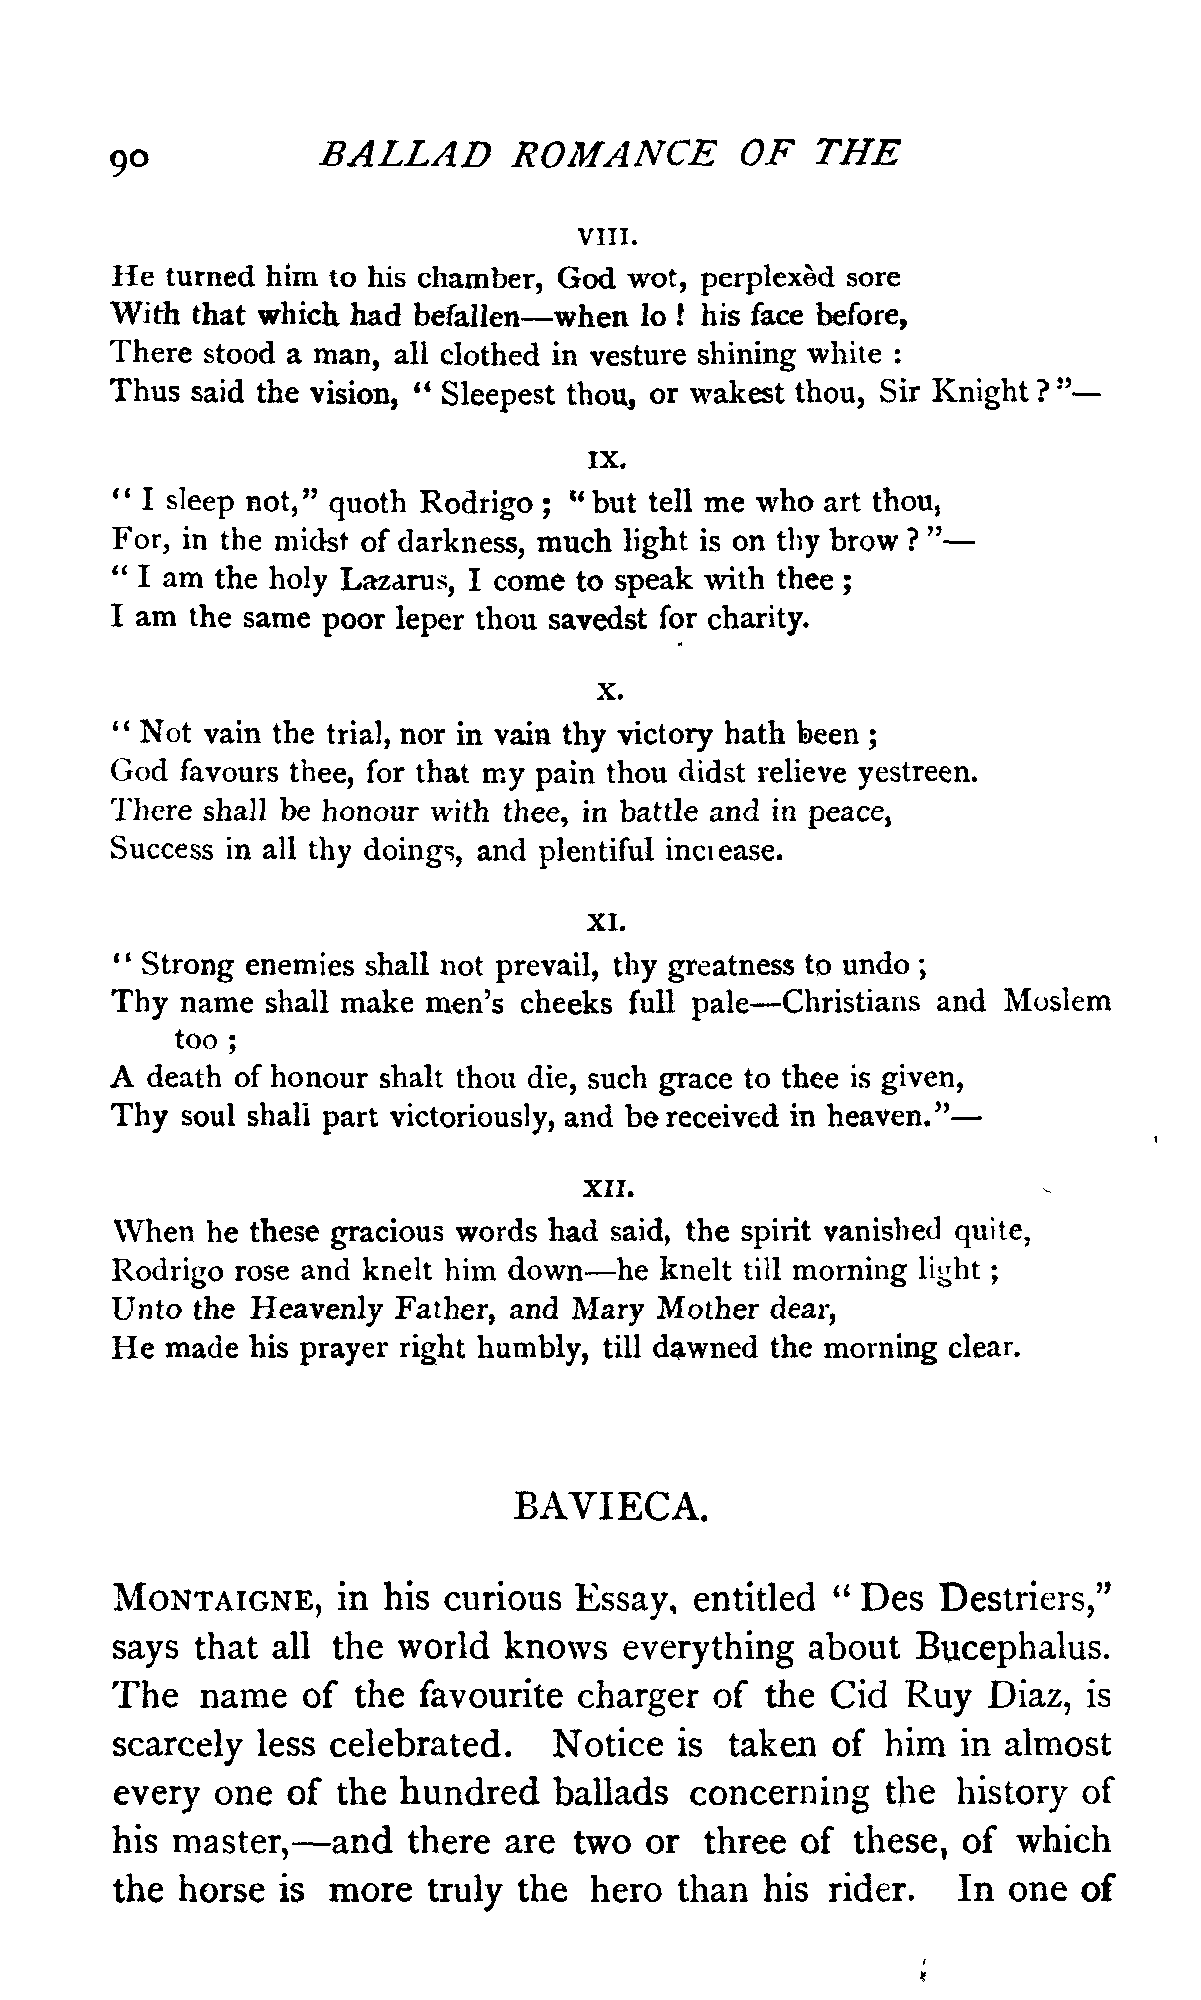 90 BALLAD ROMANCE OF THE
VIII.
He turned him to his chamber, God wot, perplexèd sore
With that which had befallen—when lo! his face before,
There stood a man, all clothed in vesture shining white :
Thus said the vision, “ Sleepest thou, or wakest thou, Sir Knight?”—
IX.
“ I sleep not,” quoth Rodrigo ; “ but tell me who art thou,
For, in the midst of darkness, much light is on thy brow ? ”—
“ I am the holy Lazarus, I come to speak with thee ;
I am the same poor leper thou savedst for charity.
X.
“ Not vain the trial, nor in vain thy victory hath been ;
God favours thee, for that my pain thou didst relieve yestreen.
There shall be honour with thee, in battle and in peace,
Success in all thy doings, and plentiful increase.
XI.
“ Strong enemies shall not prevail, thy greatness to undo ;
Thy name shall make men’s cheeks full pale—Christians and Moslem
too ;
A death of honour shalt thou die, such grace to thee is given,
Thy soul shall part victoriously, and be received in heaven.”—
XII.
When he these gracious words had said, the spirit vanished quite,
Rodrigo rose and knelt him down—he knelt till morning light ;
Unto the Heavenly Father, and Mary Mother dear,
He made his prayer right humbly, till dawned the morning clear.
BAVIECA.
MONTAIGNE, in his curious Essay, entitled “ Des Destriers,”
says that all the world knows everything about Bucephalus.
The name of the favourite charger of the Cid Ruy Diaz, is
scarcely less celebrated. Notice is taken of him in almost
every one of the hundred ballads concerning the history of
his master,—and there are two or three of these, of which
the horse is more truly the hero than his rider. In one of